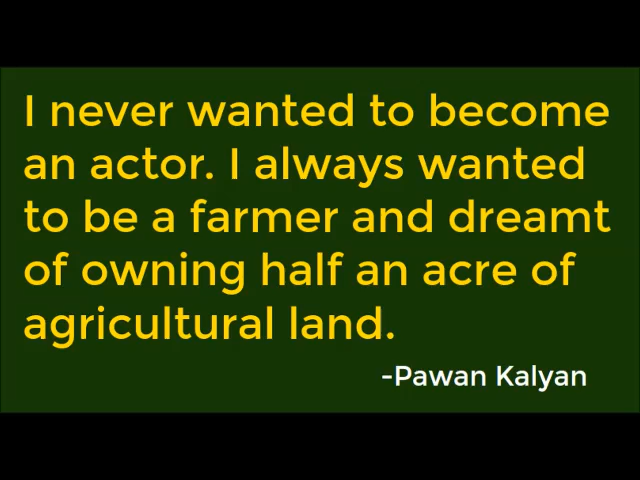 I never wanted to become
an actor. I always wanted
to be a farmer and dreamt
of owning half an acre of
agricultural land.
-Pawan Kalyan